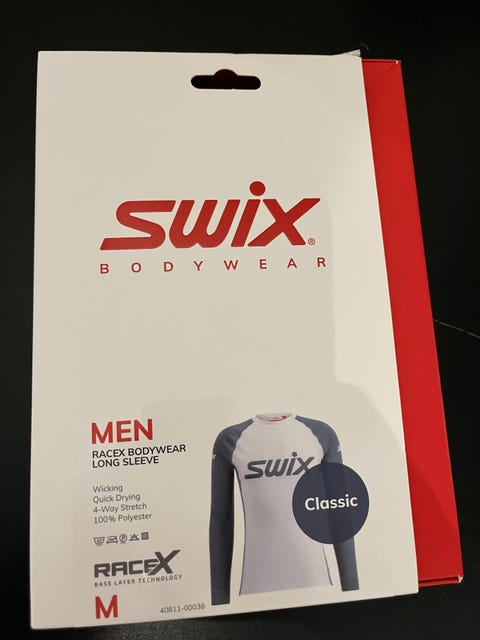 SWIX®
BODYWEAR
MEN
RACEX BODYWEAR
LONG SLEEVE
Wicking
Quick Drying
4-Way Stretch
100% Polyester
RACEX
BASE LAYER TECHNOLOGY
M
40811-00038
SWIX
Classic